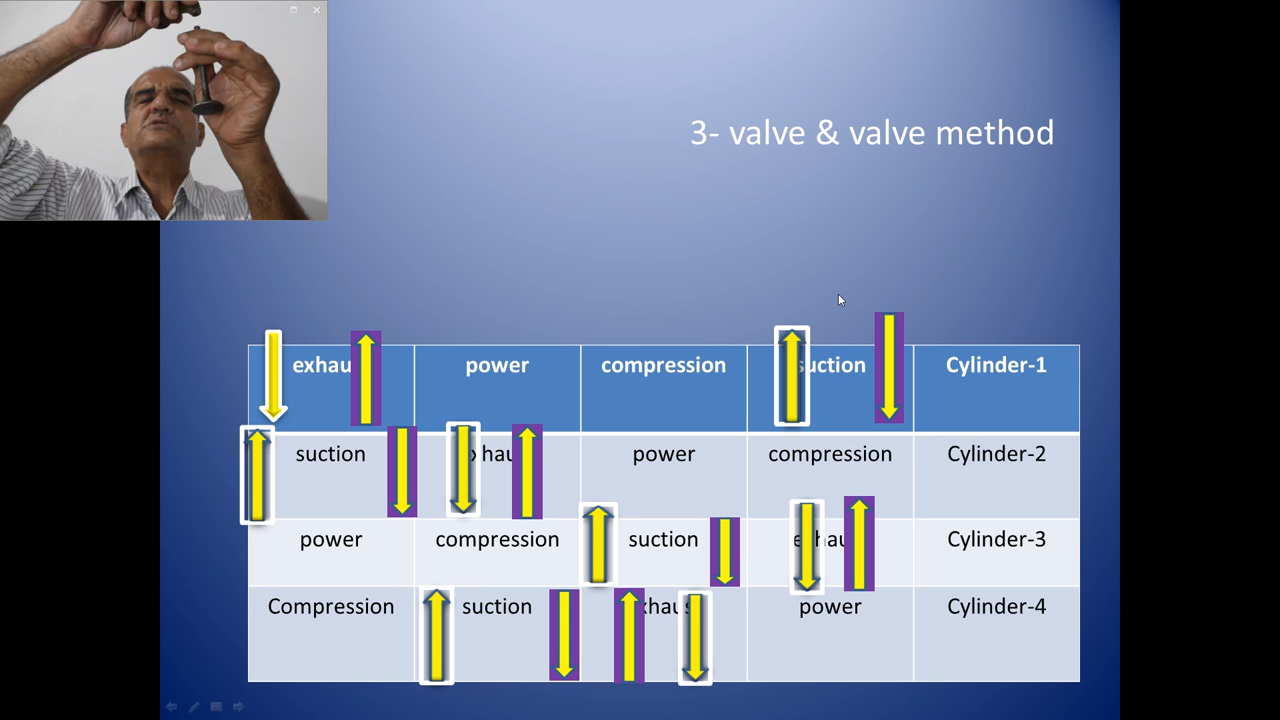 3- valve & valve method
power compression Cylinder-1
suction power compression Cylinder-2
power compression suction Cylinder-3
Compression suction power Cylinder-4